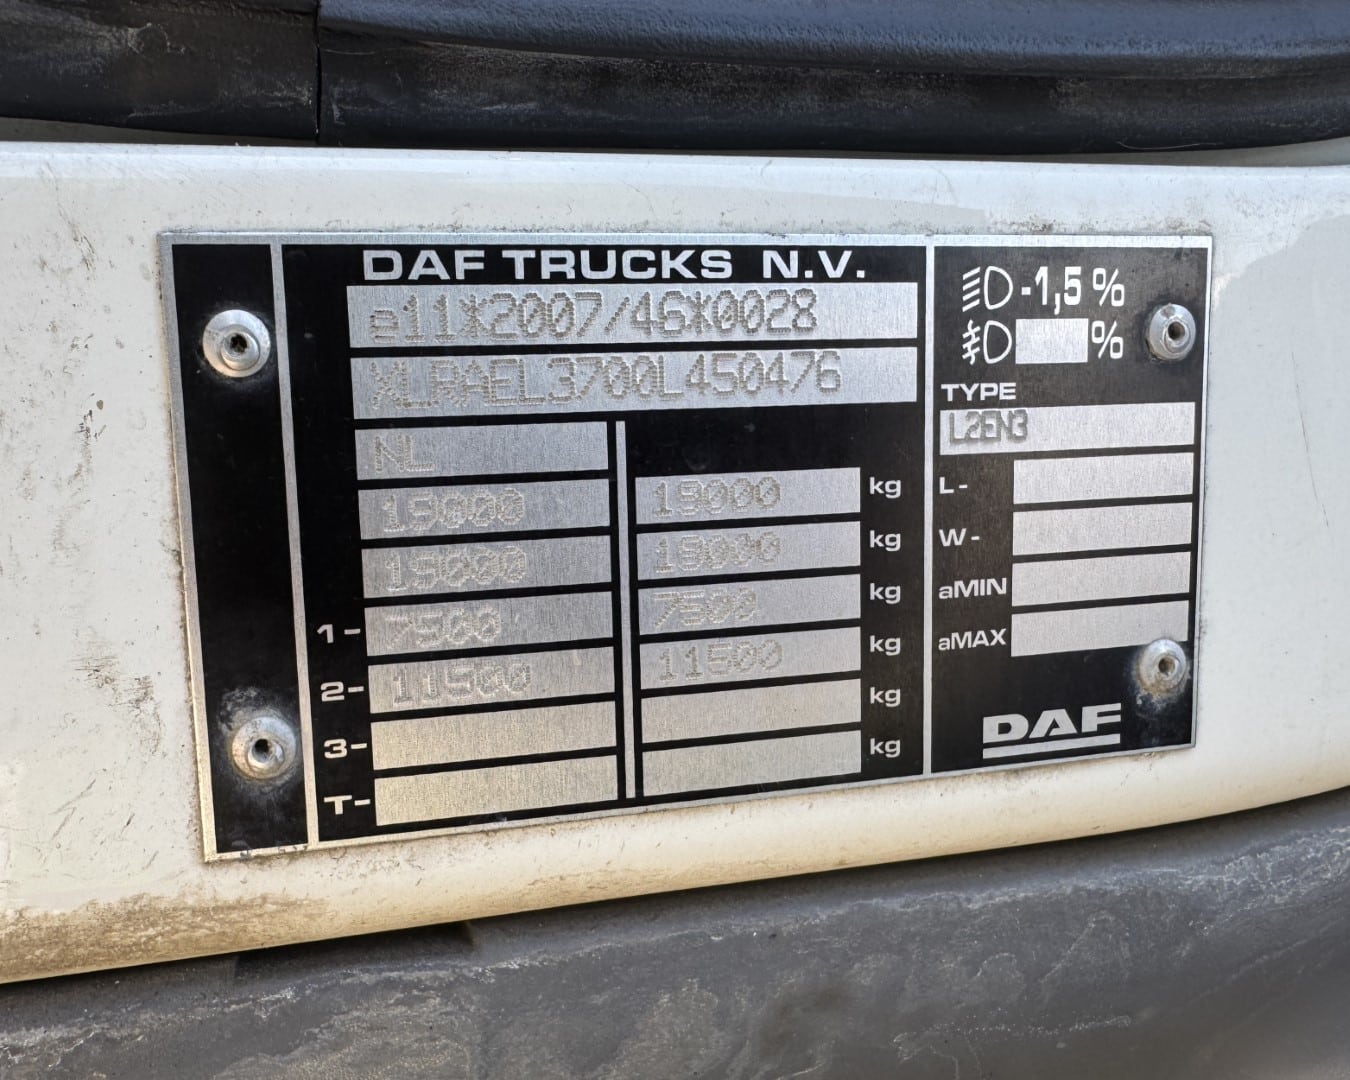 DAF TRUCKS N.V.
e11*2007/46*0028
XLRAEL3700L450476
NL
19000 19000 kg
19000 19000 kg
1- 7500 7500 kg
2- 11500 11500 kg
3- kg
T- kg
-1,5 %
%
TYPE
L2EN3
L-
W-
aMIN
aMAX
DAF